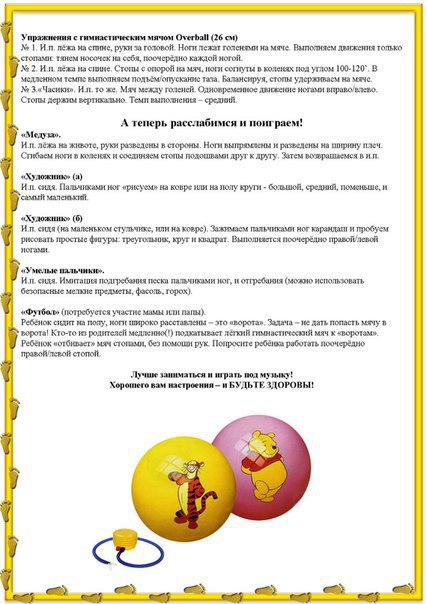 Упражнения с гимнастическим мячом Overball (26 см)
№ 1. И.п. лёжа на спине, руки за головой. Ноги лежат голенями на мяче. Выполняем движения только
стопами: тянем носочек на себя, поочерёдно каждой ногой.
№ 2. И.п. лёжа на спине. Стопы с опорой на мяч, ноги согнуты в коленях под углом 100-120˚. В
медленном темпе выполняем подъём/опускание таза. Балансируя, стопы удерживаем на мяче.
№ 3.«Часики». И.п. то же. Мяч между голеней. Одновременное движение ногами вправо/влево.
Стопы держим вертикально. Темп выполнения – средний.
А теперь расслабимся и поиграем!
«Медуза».
И.п. лёжа на животе, руки разведены в стороны. Ноги выпрямлены и разведены на ширину плеч.
Сгибаем ноги в коленях и соединяем стопы подошвами друг к другу. Затем возвращаемся в и.п.
«Художник» (а)
И.п. сидя. Пальчиками ног «рисуем» на ковре или на полу круги - большой, средний, поменьше, и
самый маленький.
«Художник» (б)
И.п. сидя (на маленьком стульчике, или на ковре). Зажимаем пальчиками ног карандаш и пробуем
рисовать простые фигуры: треугольник, круг и квадрат. Выполняется поочерёдно правой/левой
ногами.
«Умелые пальчики».
И.п. сидя. Имитация подгребания песка пальчиками ног, и отгребания (можно использовать
безопасные мелкие предметы, фасоль, горох).
«Футбол» (потребуется участие мамы или папы).
Ребёнок сидит на полу, ноги широко расставлены – это «ворота». Задача – не дать попасть мячу в
ворота! Кто-то из родителей медленно(!) подкатывает лёгкий гимнастический мяч к «воротам».
Ребёнок «отбивает» мяч стопами, без помощи рук. Попросите ребёнка работать поочерёдно
правой/левой стопой.
Лучше заниматься и играть под музыку!
Хорошего вам настроения – и БУДЬТЕ ЗДОРОВЫ!